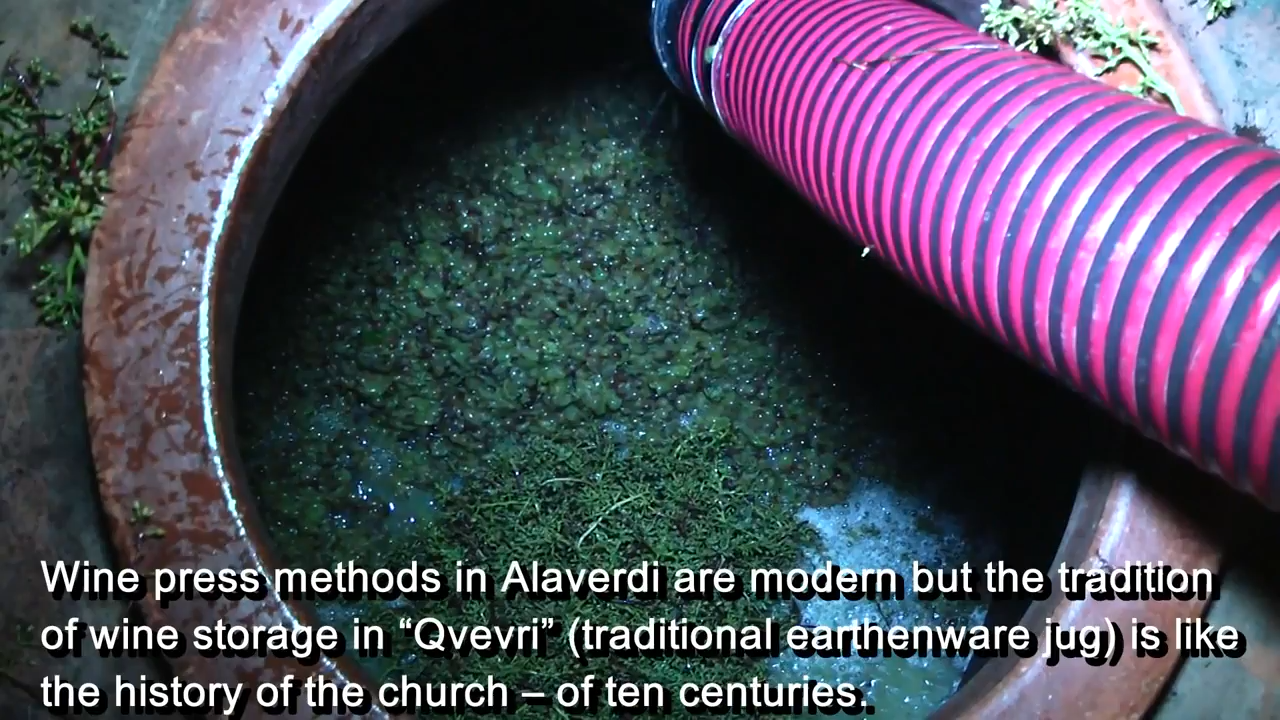 Wine press methods in Alaverdi are modern but the tradition
of wine storage in “Qvevri” (traditional earthenware jug) is like
the history of the church – of ten centuries.